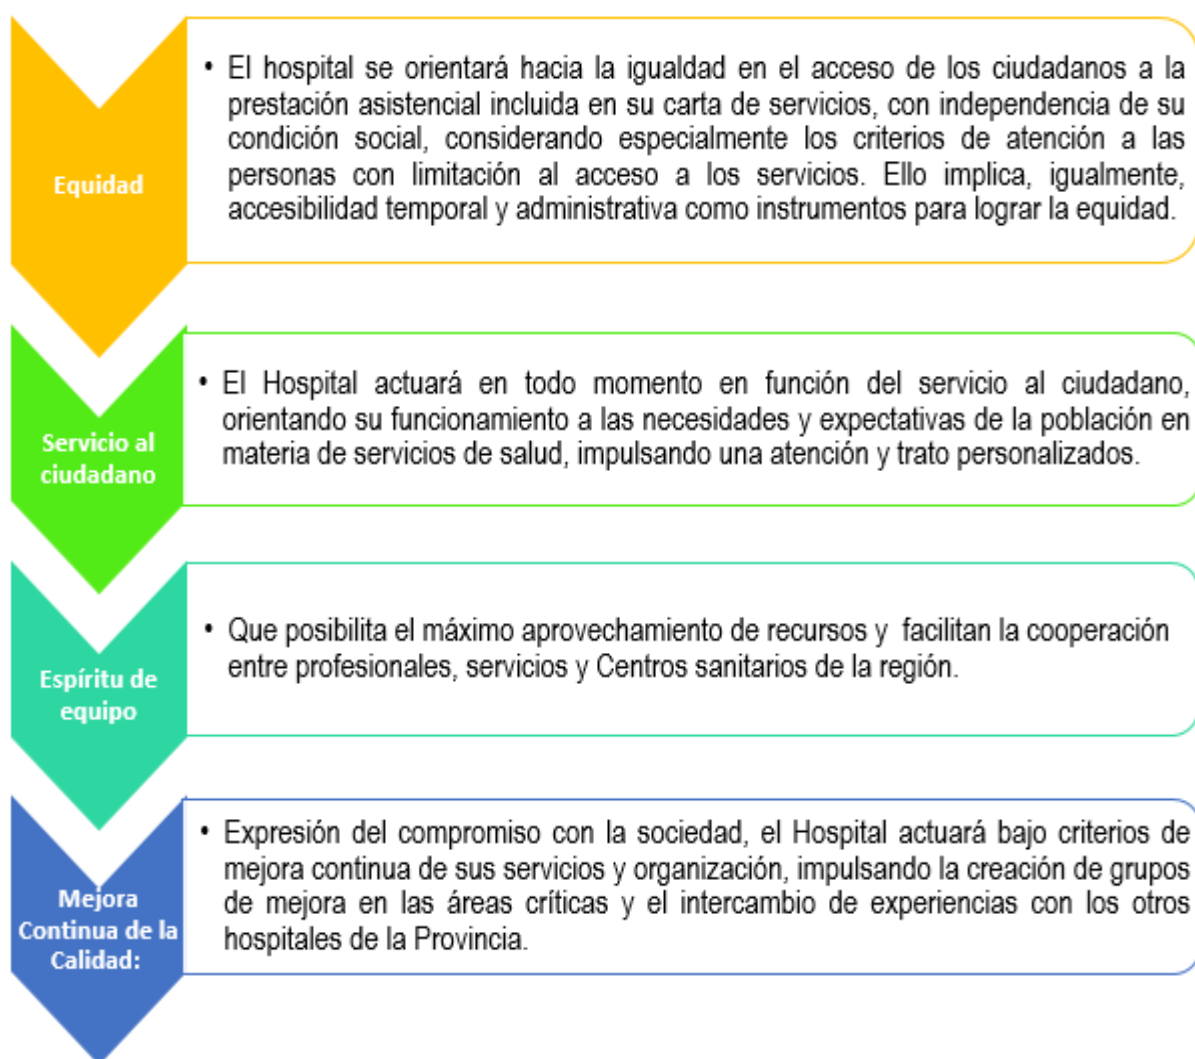 Equidad
• El hospital se orientará hacia la igualdad en el acceso de los ciudadanos a la
prestación asistencial incluida en su carta de servicios, con independencia de su
condición social, considerando especialmente los criterios de atención a las
personas con limitación al acceso a los servicios. Ello implica, igualmente,
accesibilidad temporal y administrativa como instrumentos para lograr la equidad.
Servicio al
ciudadano
• El Hospital actuará en todo momento en función del servicio al ciudadano,
orientando su funcionamiento a las necesidades y expectativas de la población en
materia de servicios de salud, impulsando una atención y trato personalizados.
Espíritu de
equipo
• Que posibilita el máximo aprovechamiento de recursos y  facilitan la cooperación
entre profesionales, servicios y Centros sanitarios de la región.
Mejora
Continua de la
Calidad:
• Expresión del compromiso con la sociedad, el Hospital actuará bajo criterios de
mejora continua de sus servicios y organización, impulsando la creación de grupos
de mejora en las áreas críticas y el intercambio de experiencias con los otros
hospitales de la Provincia.